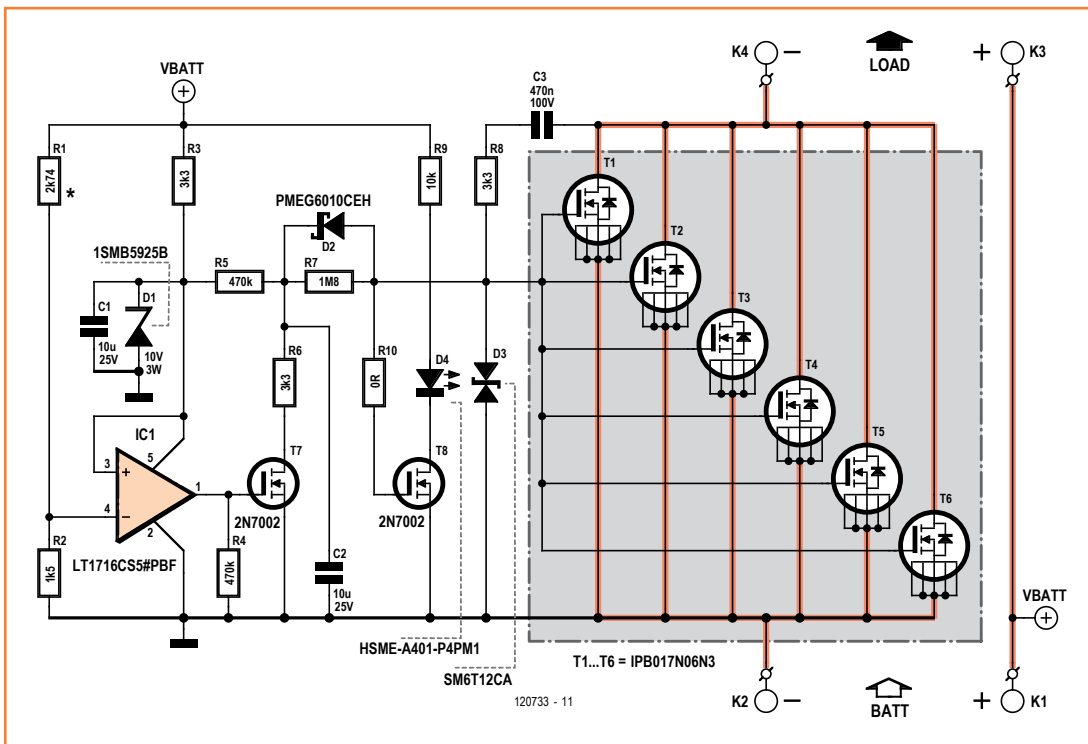 VBATT
K4
−
LOAD
+
K3
C3
470n
100V
R1
2k74
*
R3
3k3
R9
10k
R8
3k3
T1
PMEG6010CEH
D2
T2
1SMB5925B
R5
470k
R7
1M8
T3
C1
10u
25V
D1
10V
3W
R6
3k3
R10
0R
D4
D3
T4
IC1
3
+
5
1
4
−
2
T7
2N7002
T8
2N7002
T5
T6
R2
1k5
LT1716CS5#PBF
R4
470k
C2
10u
25V
VBATT
+
HSME-A401-P4PM1
SM6T12CA
T1...T6 = IPB017N06N3
120733 - 11
K2
−
BATT
+
K1